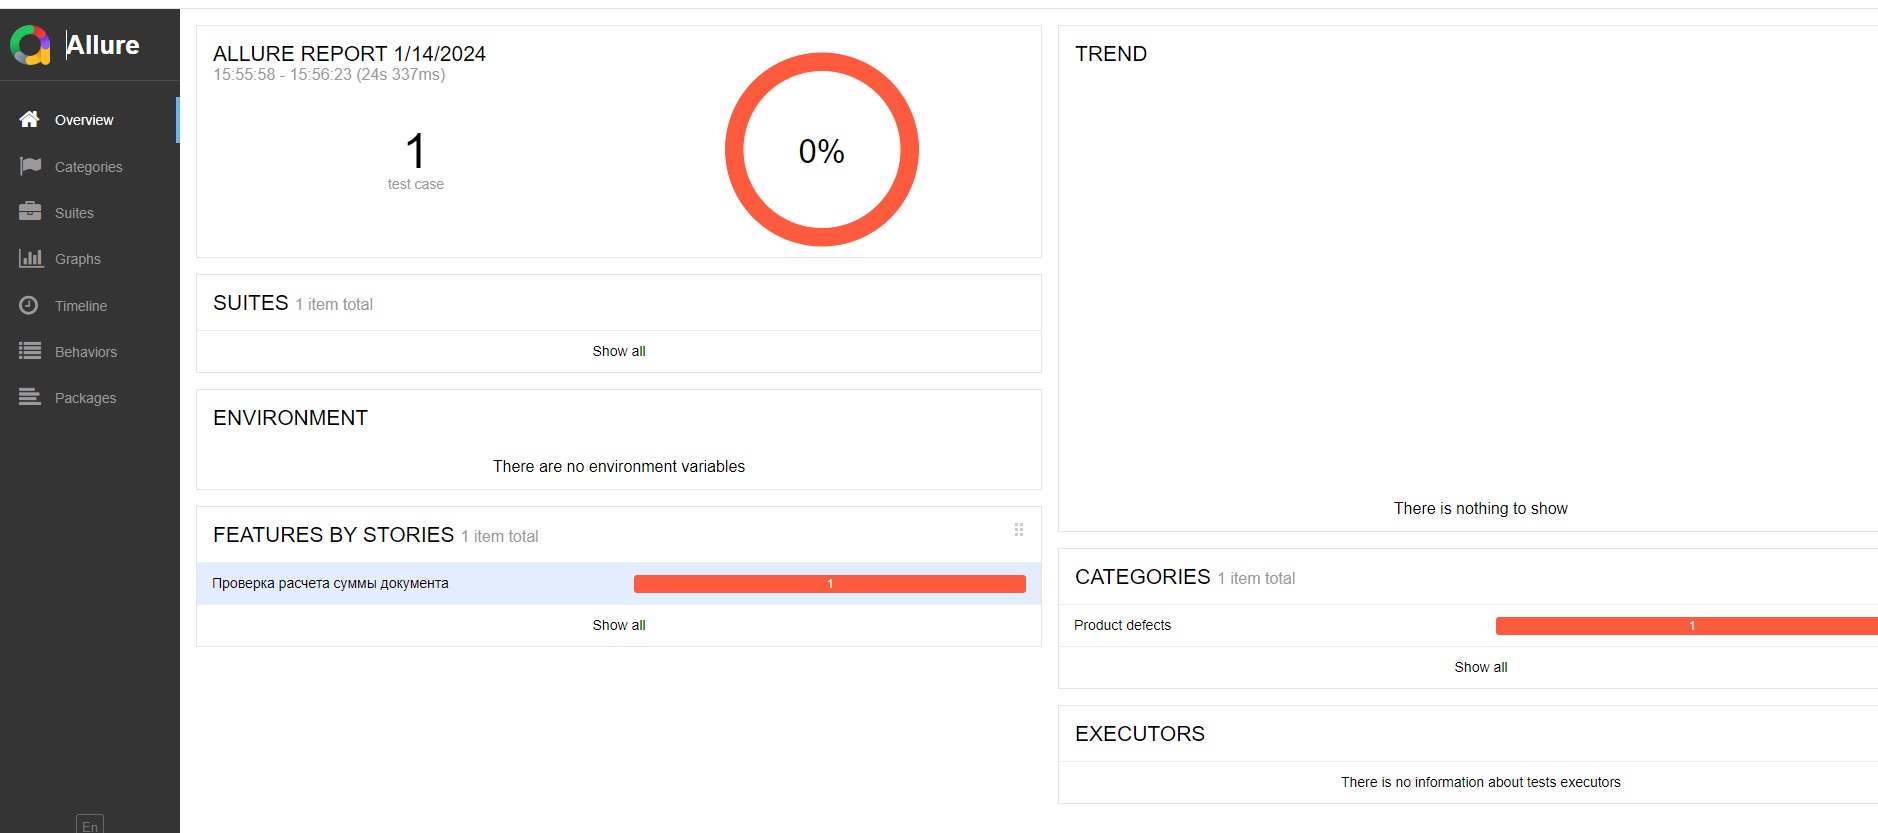 Allure
Overview
Categories
Suites
Graphs
Timeline
Behaviors
Packages
En
ALLURE REPORT 1/14/2024
15:55:58 - 15:56:23 (24s 337ms)
1
test case
0%
SUITES 1 item total
Show all
ENVIRONMENT
There are no environment variables
FEATURES BY STORIES 1 item total
Проверка расчета суммы документа 1
Show all
TREND
There is nothing to show
CATEGORIES 1 item total
Product defects 1
Show all
EXECUTORS
There is no information about tests executors